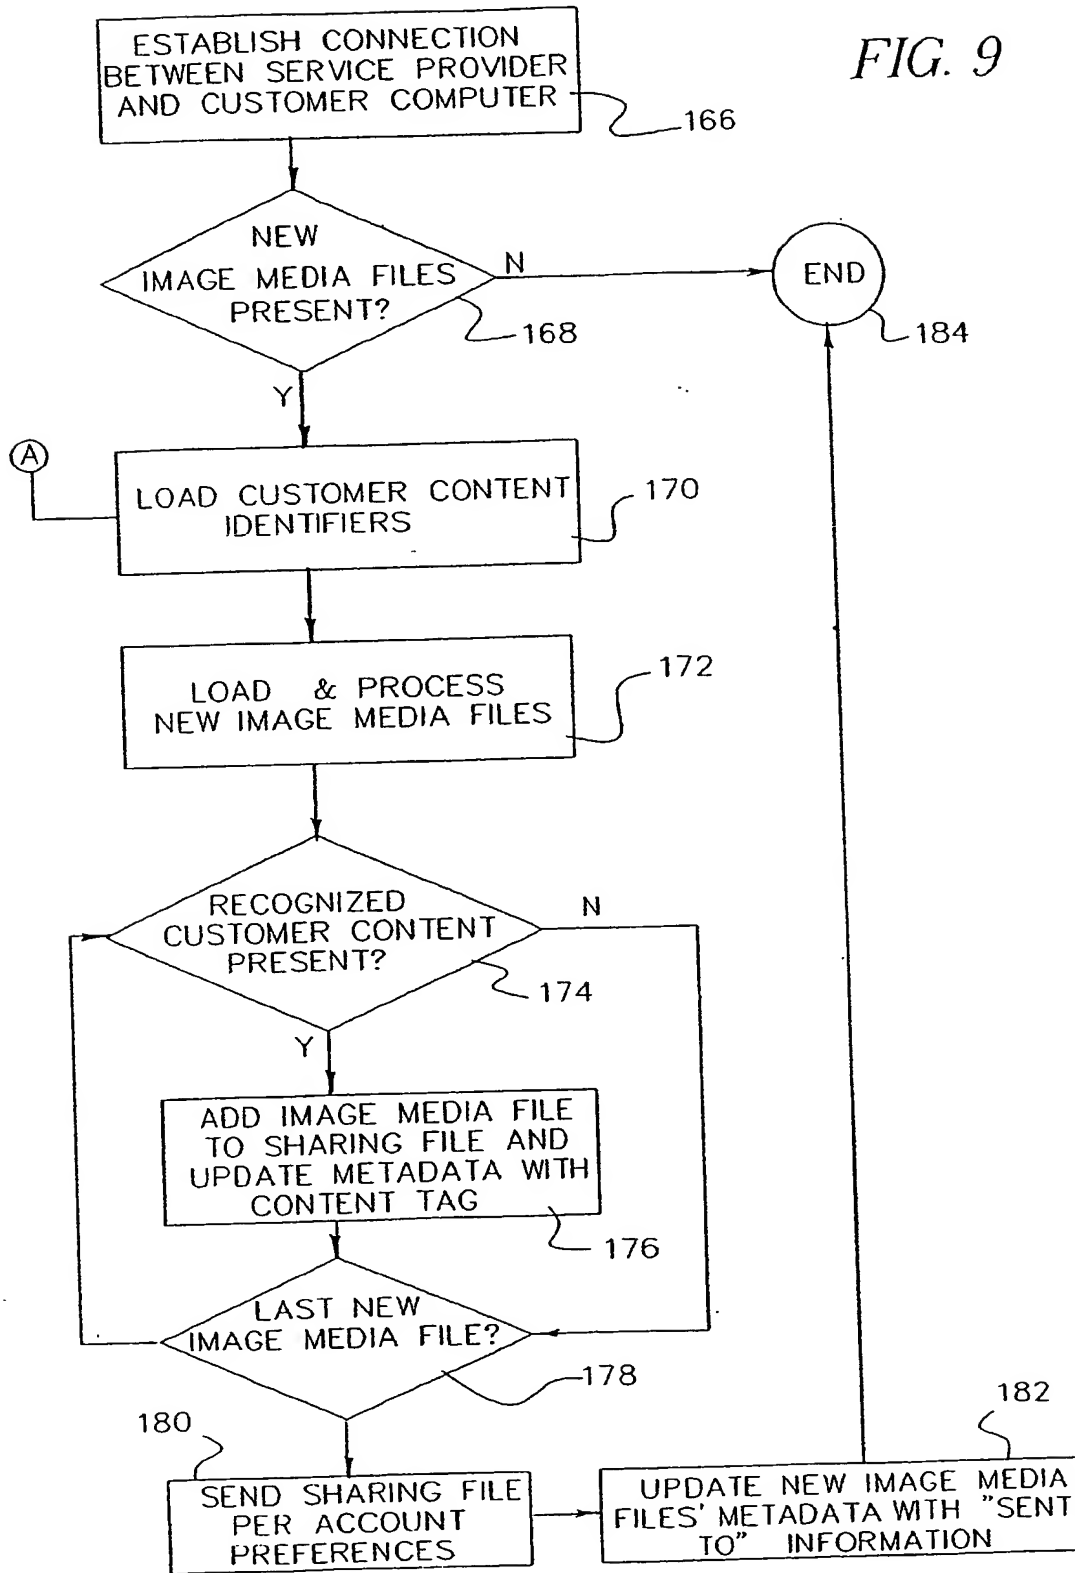 FIG. 9
ESTABLISH CONNECTION
BETWEEN SERVICE PROVIDER
AND CUSTOMER COMPUTER
166
NEW
IMAGE MEDIA FILES
PRESENT?
N
168
END
184
Y
A
LOAD CUSTOMER CONTENT
IDENTIFIERS
170
LOAD & PROCESS
NEW IMAGE MEDIA FILES
172
RECOGNIZED
CUSTOMER CONTENT
PRESENT?
N
174
Y
ADD IMAGE MEDIA FILE
TO SHARING FILE AND
UPDATE METADATA WITH
CONTENT TAG
176
LAST NEW
IMAGE MEDIA FILE?
178
180
SEND SHARING FILE
PER ACCOUNT
PREFERENCES
182
UPDATE NEW IMAGE MEDIA
FILES' METADATA WITH "SENT
TO" INFORMATION